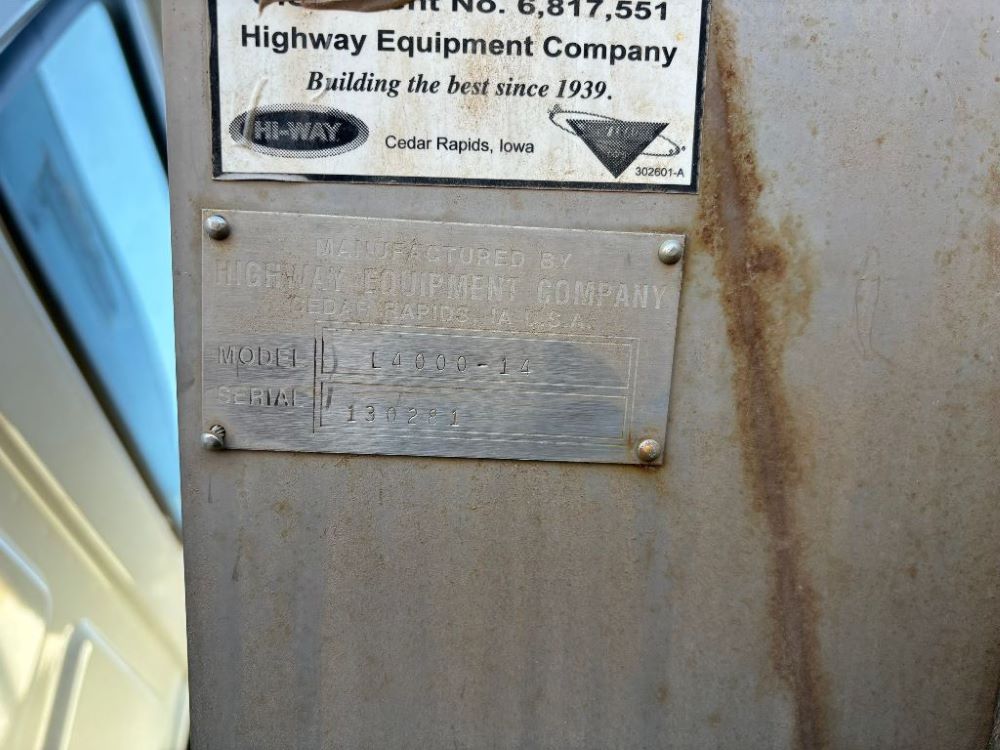 nt No. 6,817,551
Highway Equipment Company
Building the best since 1939.
HI-WAY
Cedar Rapids, Iowa
302601-A
MANUFACTURED BY
HIGHWAY EQUIPMENT COMPANY
CEDAR RAPIDS, IA U.S.A.
MODEL L4000-14
SERIAL 130281